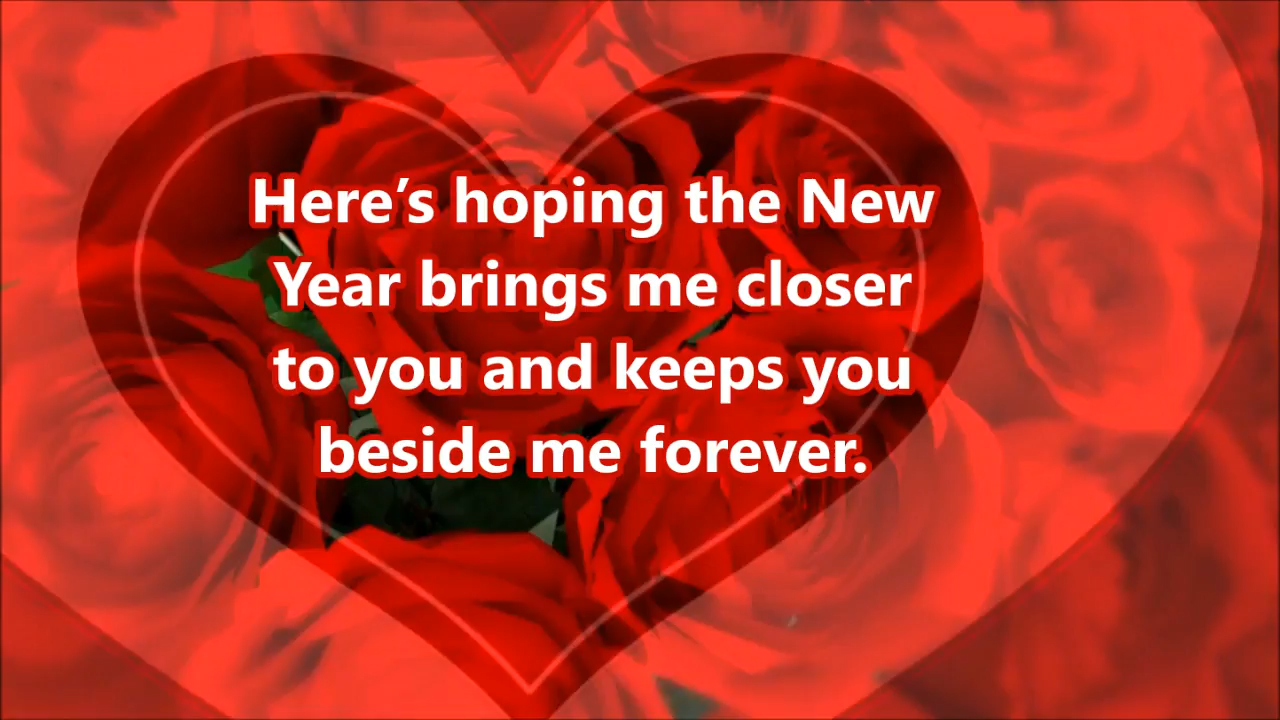 Here’s hoping the New
Year brings me closer
to you and keeps you
beside me forever.